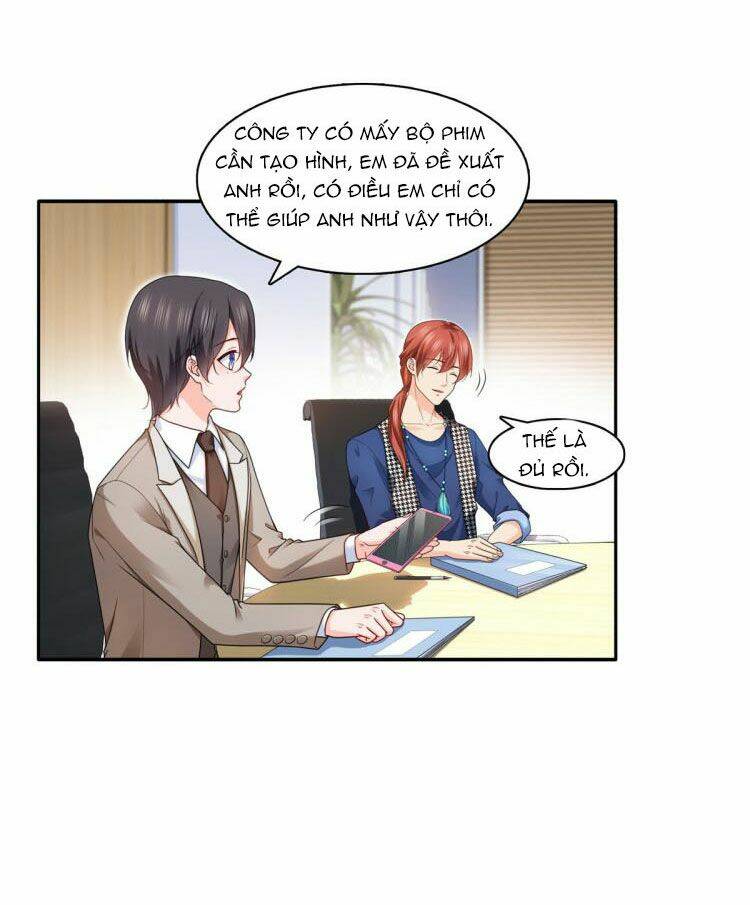 CÔNG TY CÓ MẤY BỘ PHIM
CẦN TẠO HÌNH, EM ĐÃ ĐỀ XUẤT
ANH RỒI, CÓ ĐIỀU EM CHỈ CÓ
THỂ GIÚP ANH NHƯ VẬY THÔI.
THẾ LÀ
ĐỦ RỒI.